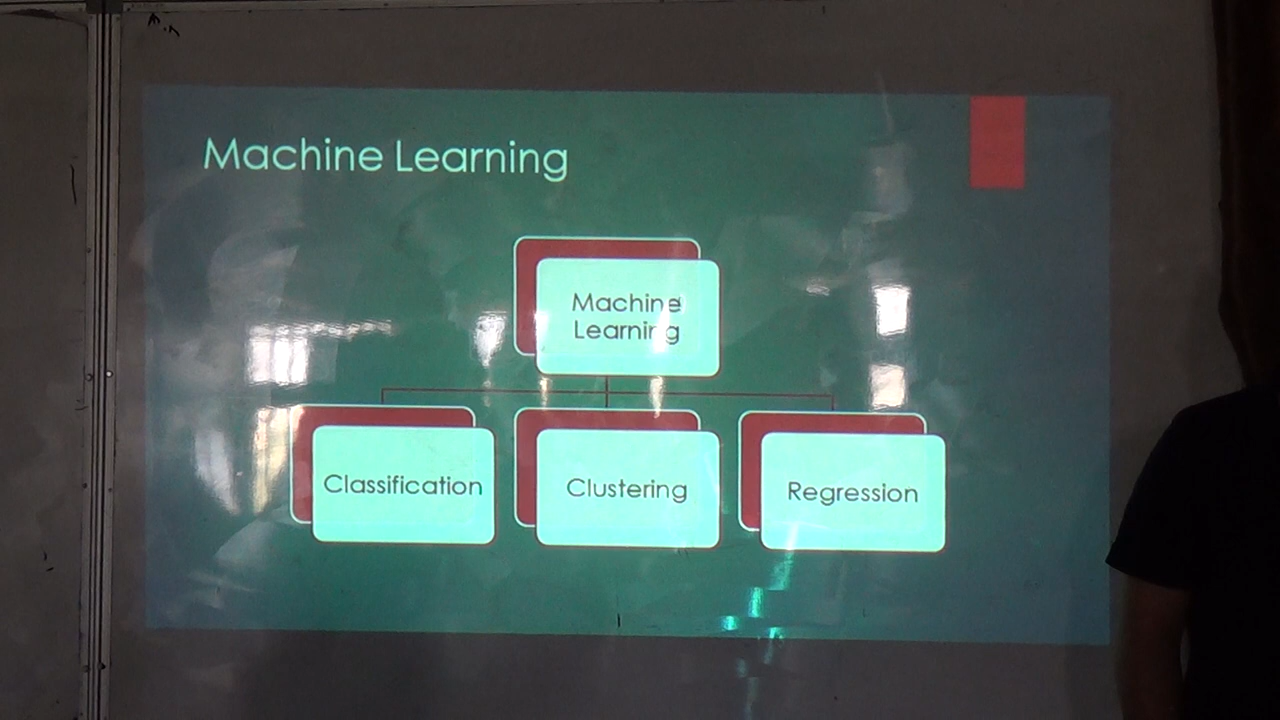 Machine Learning
Machine
Learning
Classification
Clustering
Regression